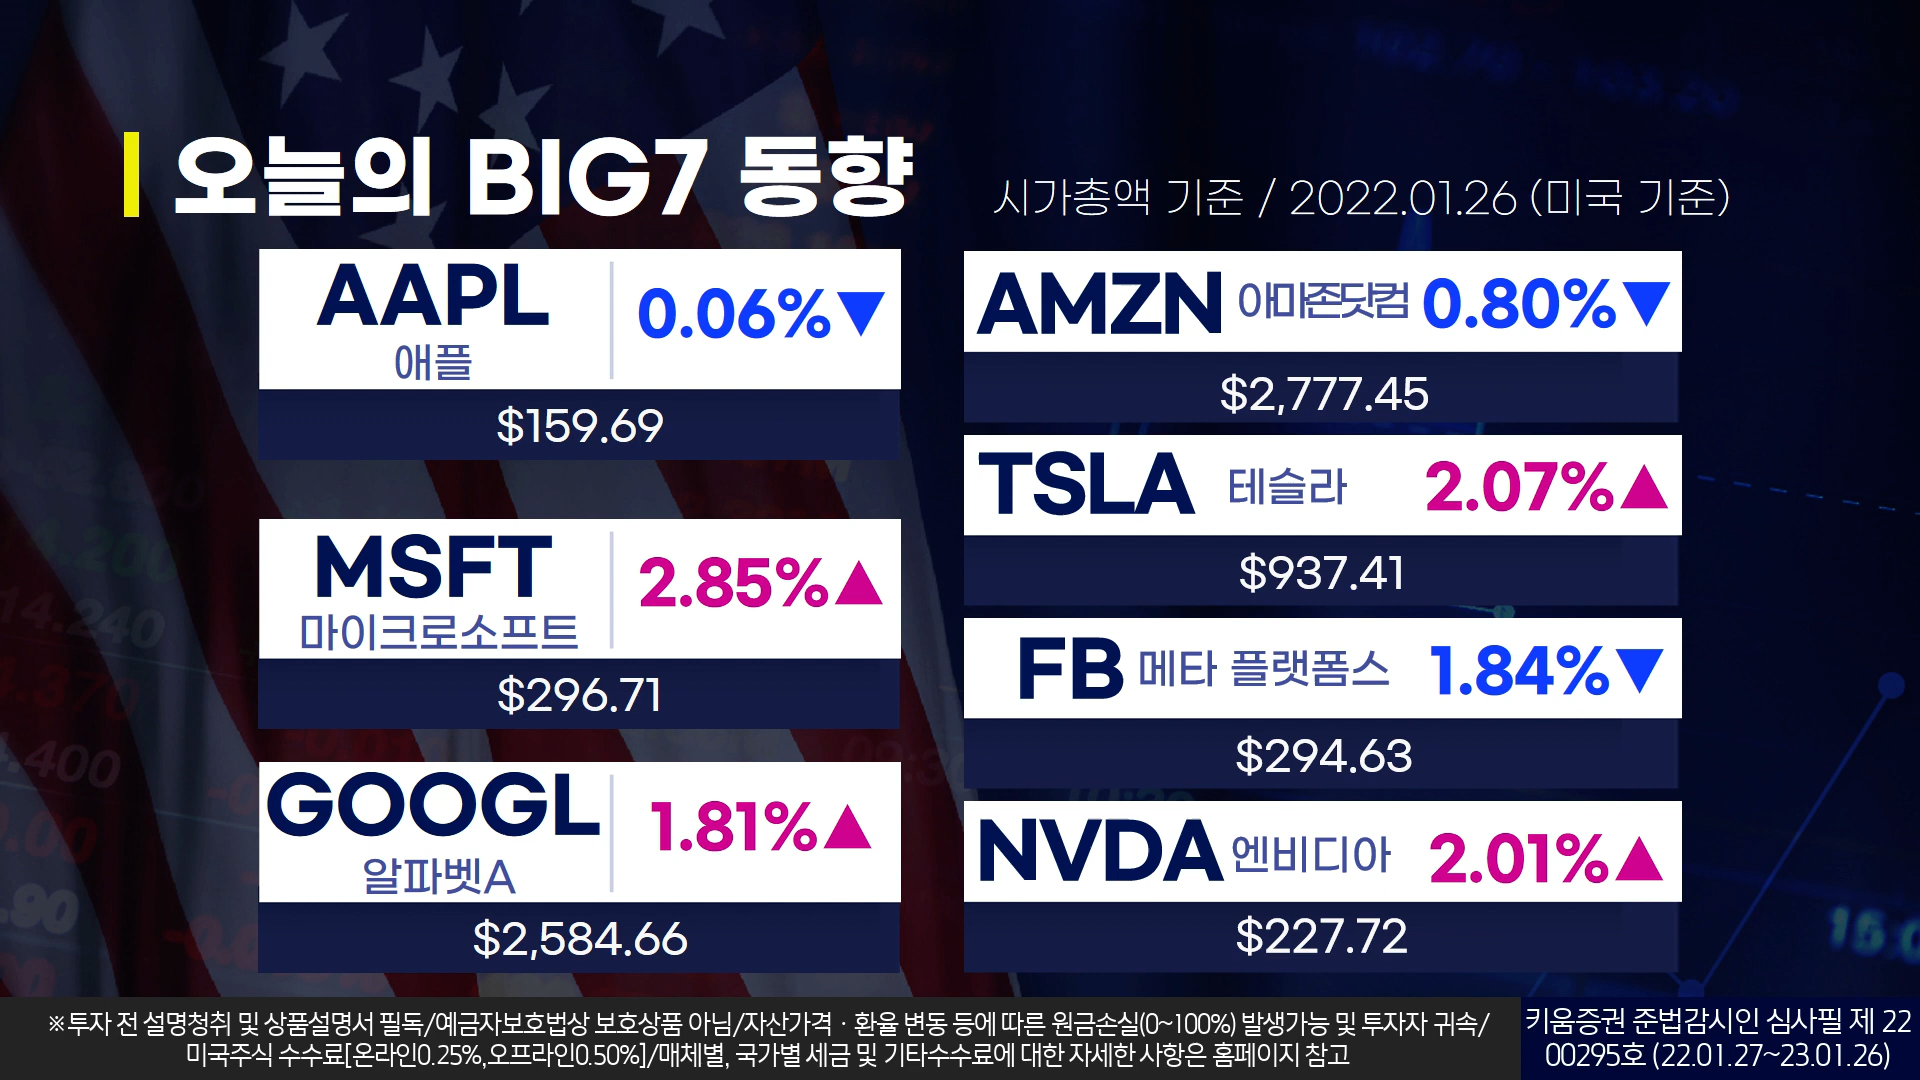 오늘의 BIG7 동향
시가총액 기준 / 2022.01.26 (미국 기준)
AAPL
애플
0.06%▼
$159.69
MSFT
마이크로소프트
2.85%▲
$296.71
GOOGL
알파벳A
1.81%▲
$2,584.66
AMZN 아마존닷컴 0.80%▼
$2,777.45
TSLA 테슬라 2.07%▲
$937.41
FB 메타 플랫폼스 1.84%▼
$294.63
NVDA 엔비디아 2.01%▲
$227.72
※투자 전 설명청취 및 상품설명서 필독/예금자보호법상 보호상품 아님/자산가격 · 환율 변동 등에 따른 원금손실(0~100%) 발생가능 및 투자자 귀속/
미국주식 수수료[온라인0.25%,오프라인0.50%]/매체별, 국가별 세금 및 기타수수료에 대한 자세한 사항은 홈페이지 참고
키움증권 준법감시인 심사필 제 22
00295호 (22.01.27~23.01.26)